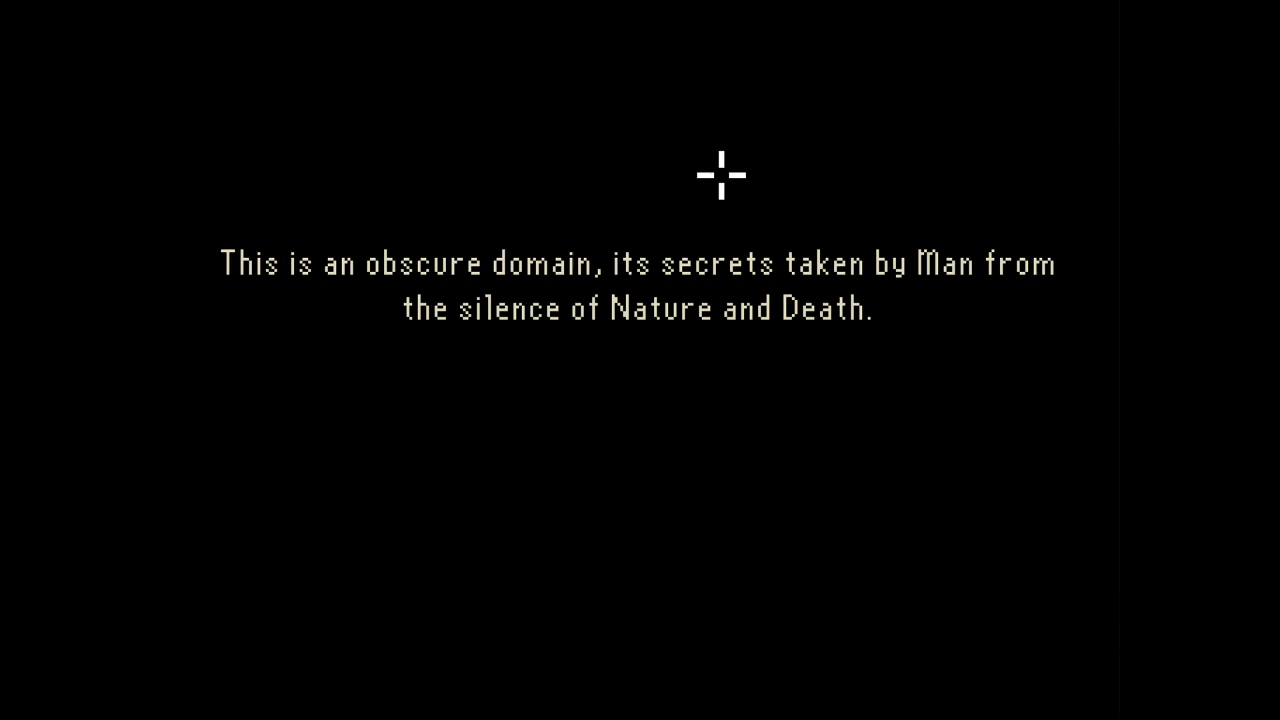 This is an obscure domain, its secrets taken by Man from
the silence of Nature and Death.